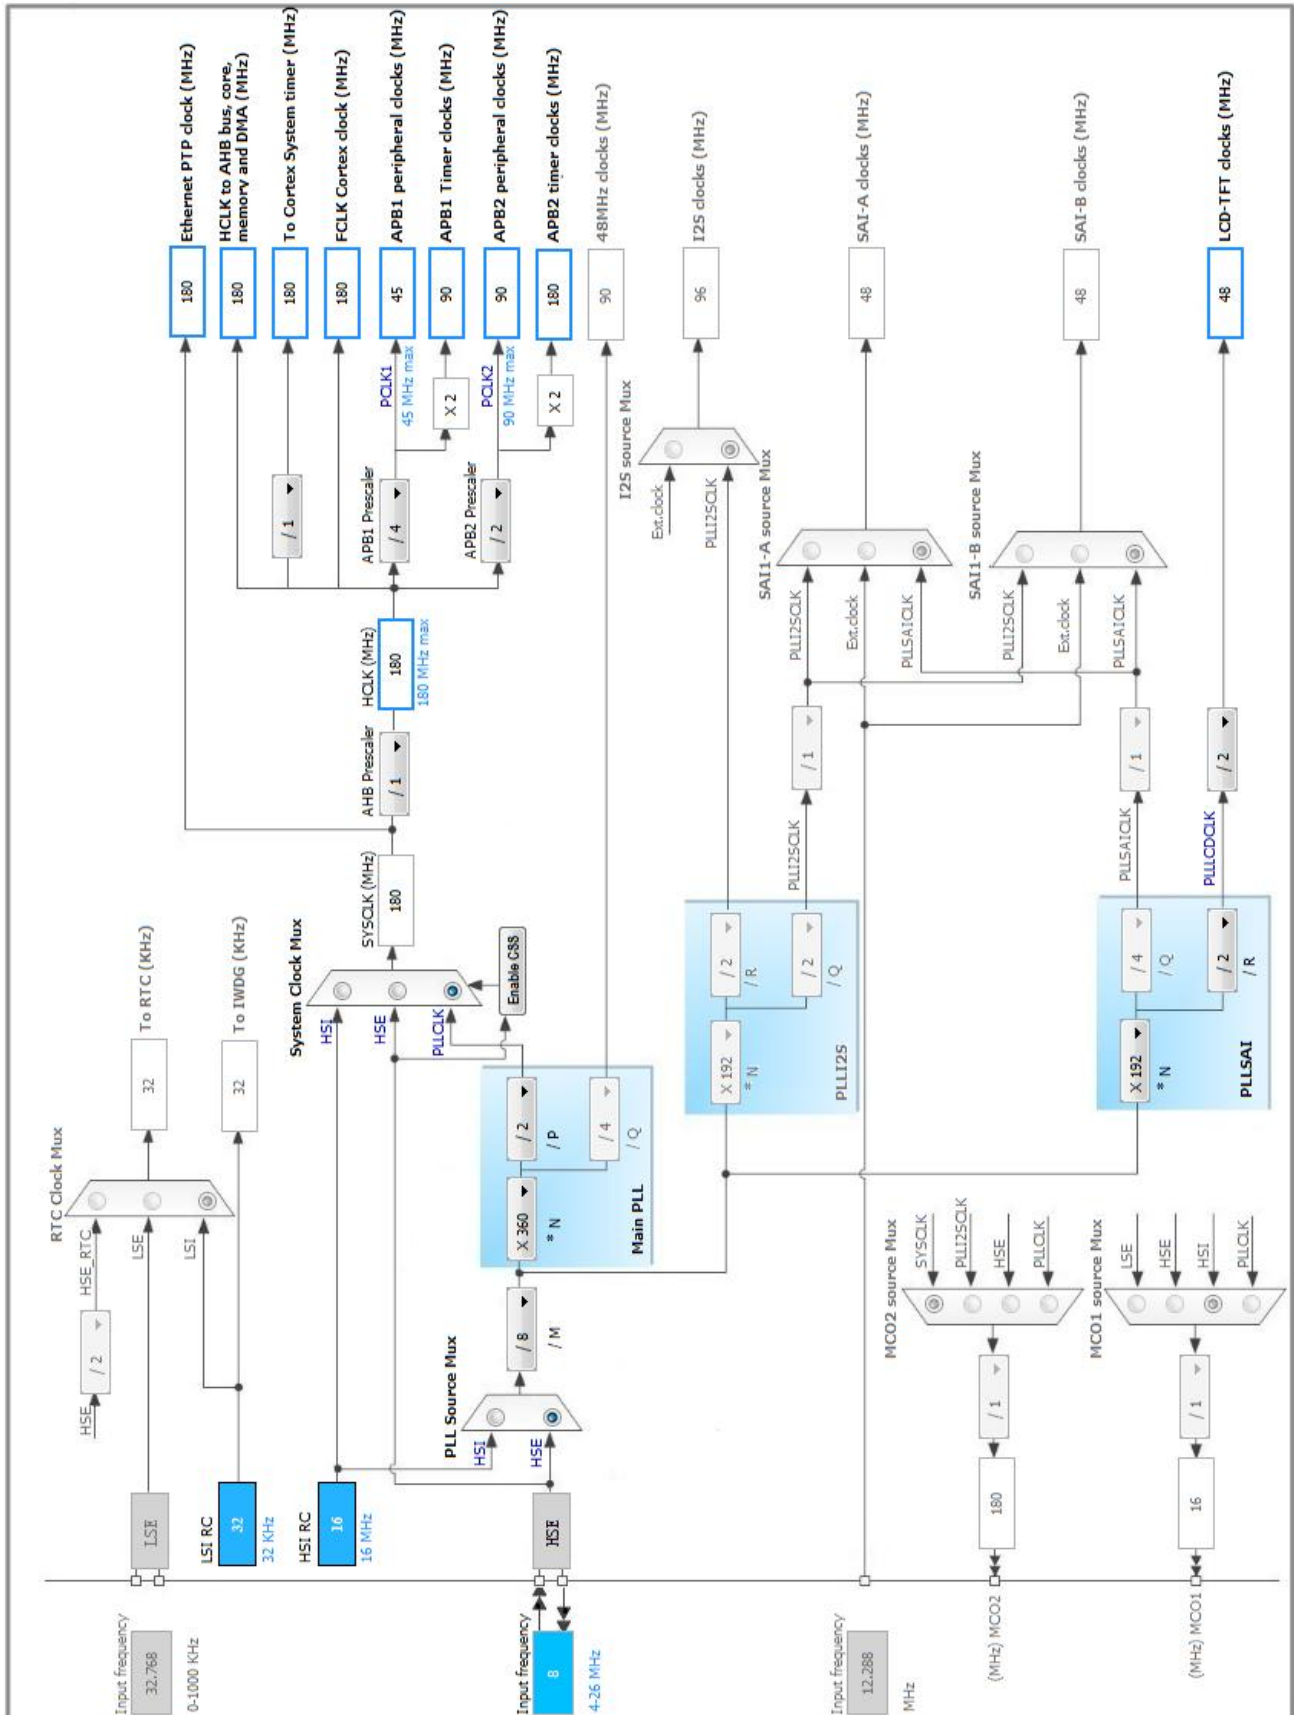 Input frequency
32.768
0-1000 KHz
LSE
HSE
/ 2
HSE_RTC
LSE
LSI
RTC Clock Mux
32
To RTC (KHz)
LSI RC
32
32 KHz
32
To IWDG (KHz)
HSI RC
16
16 MHz
Input frequency
8
4-26 MHz
HSE
PLL Source Mux
HSI
HSE
/ 8
/ M
X 360
* N
/ 2
/ P
/ 4
/ Q
Main PLL
System Clock Mux
HSI
HSE
PLLCLK
Enable CSS
SYSCLK (MHz)
180
AHB Prescaler
/ 1
HCLK (MHz)
180
180 MHz max
/ 1
APB1 Prescaler
/ 4
PCLK1
45 MHz max
X 2
APB2 Prescaler
/ 2
PCLK2
90 MHz max
X 2
180
Ethernet PTP clock (MHz)
180
HCLK to AHB bus, core,
memory and DMA (MHz)
180
To Cortex System timer (MHz)
180
FCLK Cortex clock (MHz)
45
APB1 peripheral clocks (MHz)
90
APB1 Timer clocks (MHz)
90
APB2 peripheral clocks (MHz)
180
APB2 timer clocks (MHz)
90
48MHz clocks (MHz)
X 192
* N
/ 2
/ R
/ 2
/ Q
PLLI2S
PLLI2SCLK
/ 1
I2S source Mux
Ext.clock
PLLI2SCLK
96
I2S clocks (MHz)
SAI1-A source Mux
PLLI2SCLK
Ext.clock
PLLSAICLK
48
SAI-A clocks (MHz)
SAI1-B source Mux
PLLI2SCLK
Ext.clock
PLLSAICLK
48
SAI-B clocks (MHz)
X 192
* N
/ 4
/ Q
/ 2
/ R
PLLSAI
PLLSAICLK
/ 1
PLLLCDCLK
/ 2
48
LCD-TFT clocks (MHz)
Input frequency
12.288
MHz
(MHz) MCO2
180
/ 1
MCO2 source Mux
SYSCLK
PLLI2SCLK
HSE
PLLCLK
(MHz) MCO1
16
/ 1
MCO1 source Mux
LSE
HSE
HSI
PLLCLK